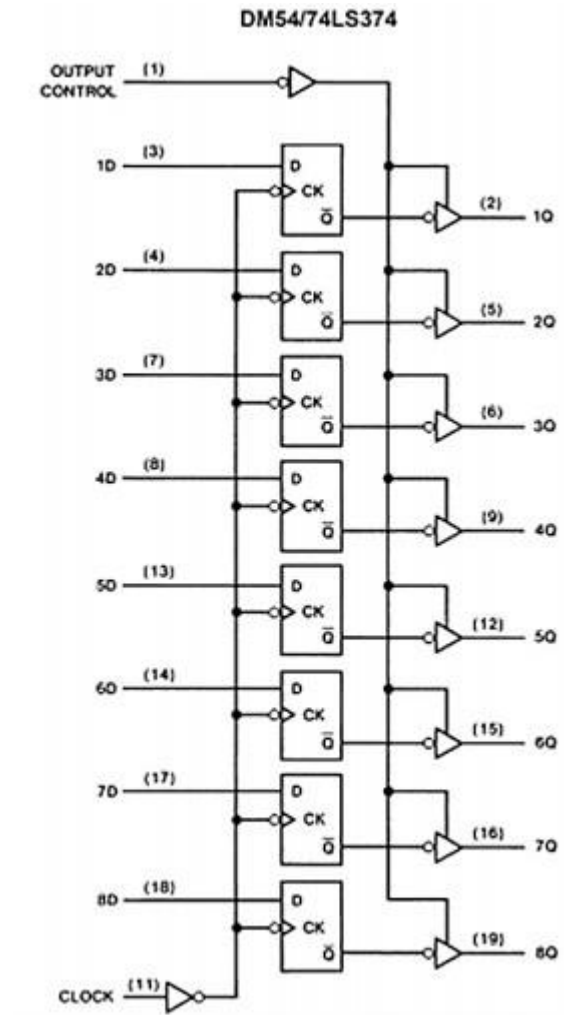 DM54/74LS374
OUTPUT (1)
CONTROL
1D (3)
D
CK
Q̅
(2) 1Q
2D (4)
D
CK
Q̅
(5) 2Q
3D (7)
D
CK
Q̅
(6) 3Q
4D (8)
D
CK
Q̅
(9) 4Q
5D (13)
D
CK
Q̅
(12) 5Q
6D (14)
D
CK
Q̅
(15) 6Q
7D (17)
D
CK
Q̅
(16) 7Q
8D (18)
D
CK
Q̅
(19) 8Q
CLOCK (11)